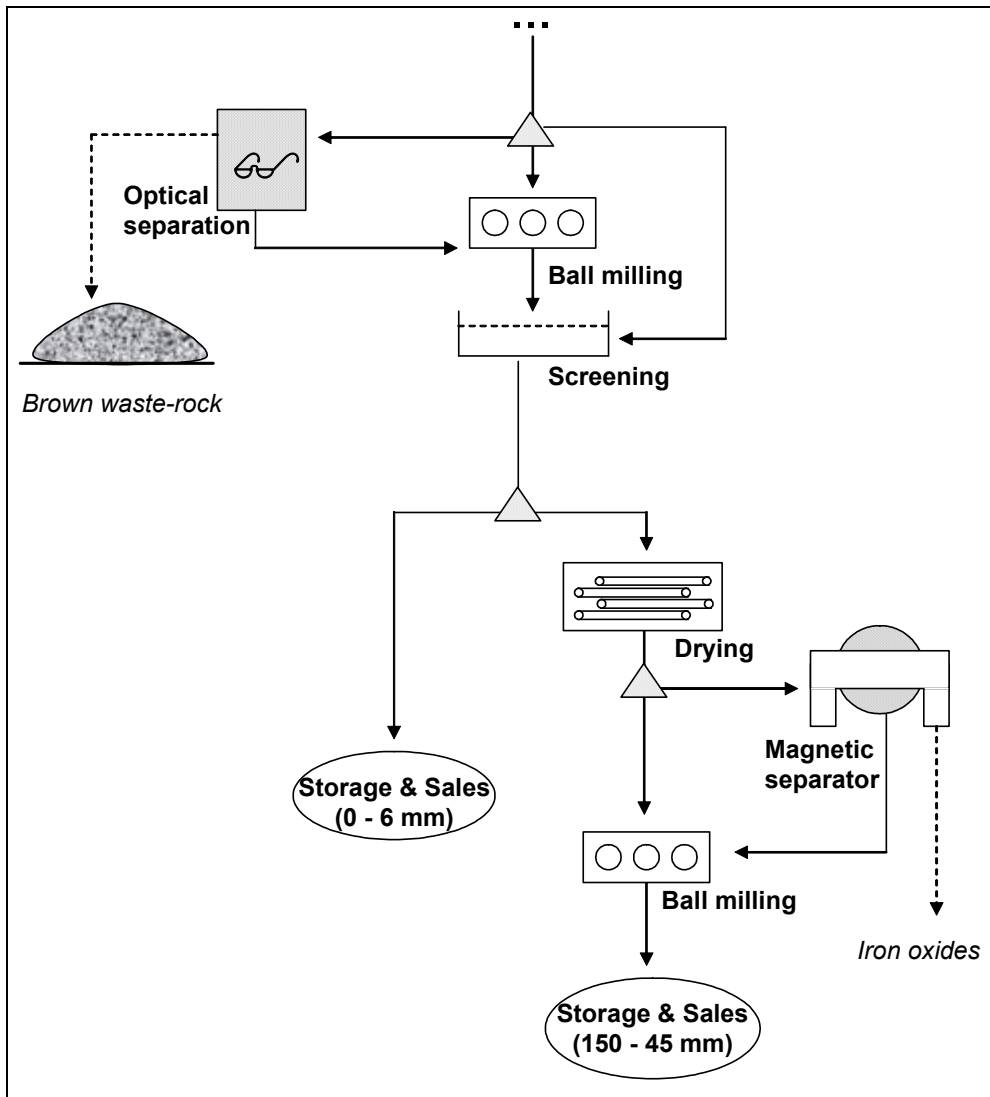 ...
Optical
separation
Ball milling
Screening
Brown waste-rock
Drying
Magnetic
separator
Storage & Sales
(0 - 6 mm)
Ball milling
Iron oxides
Storage & Sales
(150 - 45 mm)